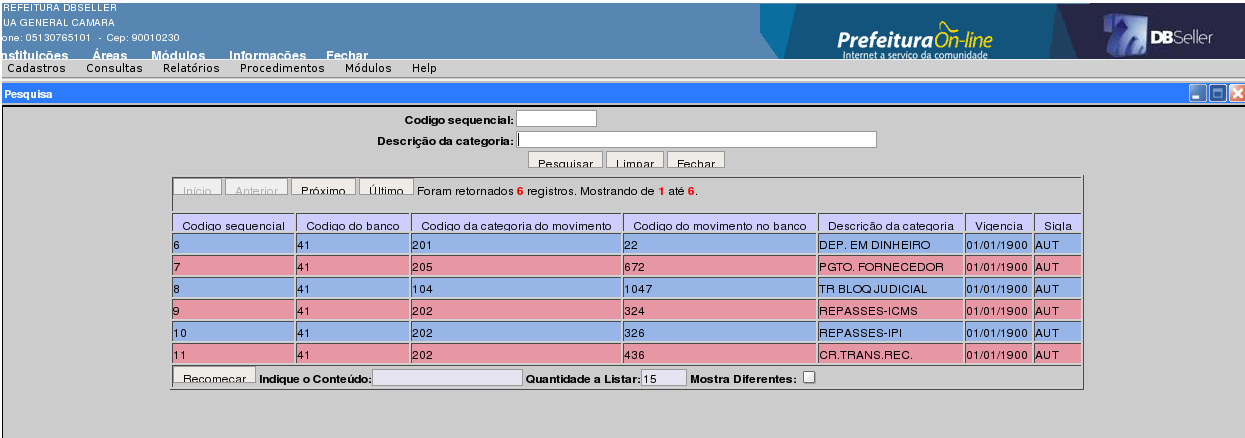 REFEITURA DBSELLER
UA GENERAL CAMARA
one: 05130765101 - Cep: 90010230
Prefeitura On-line
Internet a serviço da comunidade
DBSeller
nstituições Áreas Módulos Informações Fechar
Cadastros Consultas Relatórios Procedimentos Módulos Help
Pesquisa
Codigo sequencial:
Descrição da categoria:
Pesquisar Limpar Fechar
Início Anterior Próximo Último Foram retornados 6 registros. Mostrando de 1 até 6.
Codigo sequencial Codigo do banco Codigo da categoria do movimento Codigo do movimento no banco Descrição da categoria Vigencia Sigla
6 41 201 22 DEP. EM DINHEIRO 01/01/1900 AUT
7 41 205 672 PGTO. FORNECEDOR 01/01/1900 AUT
8 41 104 1047 TR BLOQ JUDICIAL 01/01/1900 AUT
9 41 202 324 REPASSES-ICMS 01/01/1900 AUT
10 41 202 326 REPASSES-IPI 01/01/1900 AUT
11 41 202 436 CR.TRANS.REC. 01/01/1900 AUT
Recomeçar Indique o Conteúdo: Quantidade a Listar: 15 Mostra Diferentes: